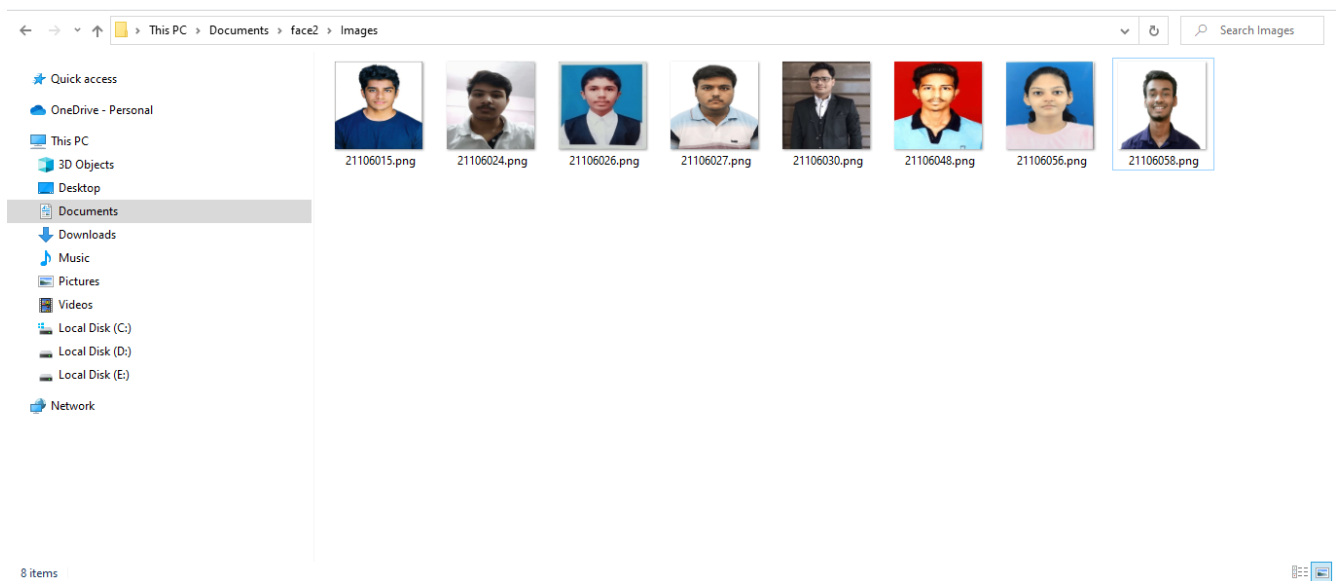 This PC > Documents > face2 > Images
Search Images
Quick access
OneDrive - Personal
This PC
3D Objects
Desktop
Documents
Downloads
Music
Pictures
Videos
Local Disk (C:)
Local Disk (D:)
Local Disk (E:)
Network
21106015.png 21106024.png 21106026.png 21106027.png 21106030.png 21106048.png 21106056.png 21106058.png
8 items